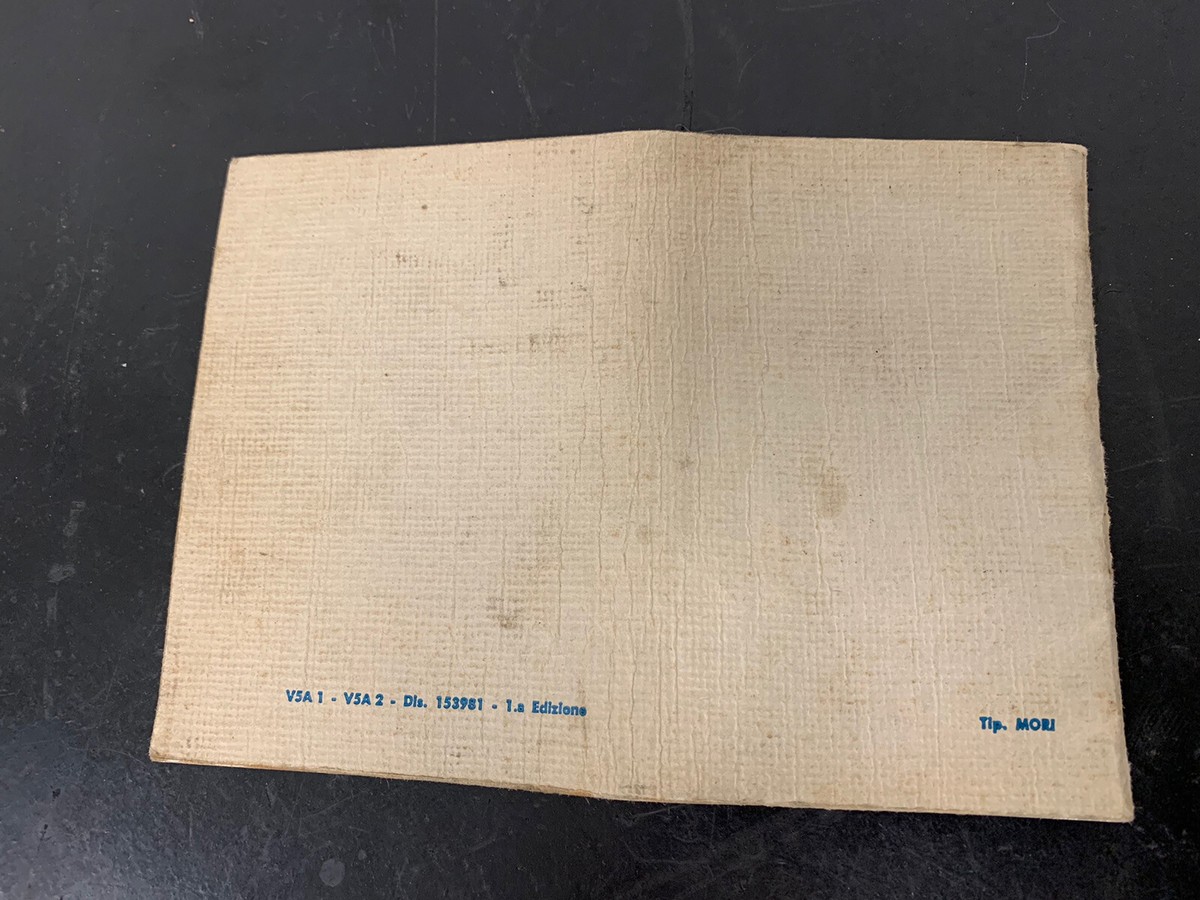 V5A 1 - V5A 2 - Dis. 153981 - 1.a Edizione
Tip. MORI